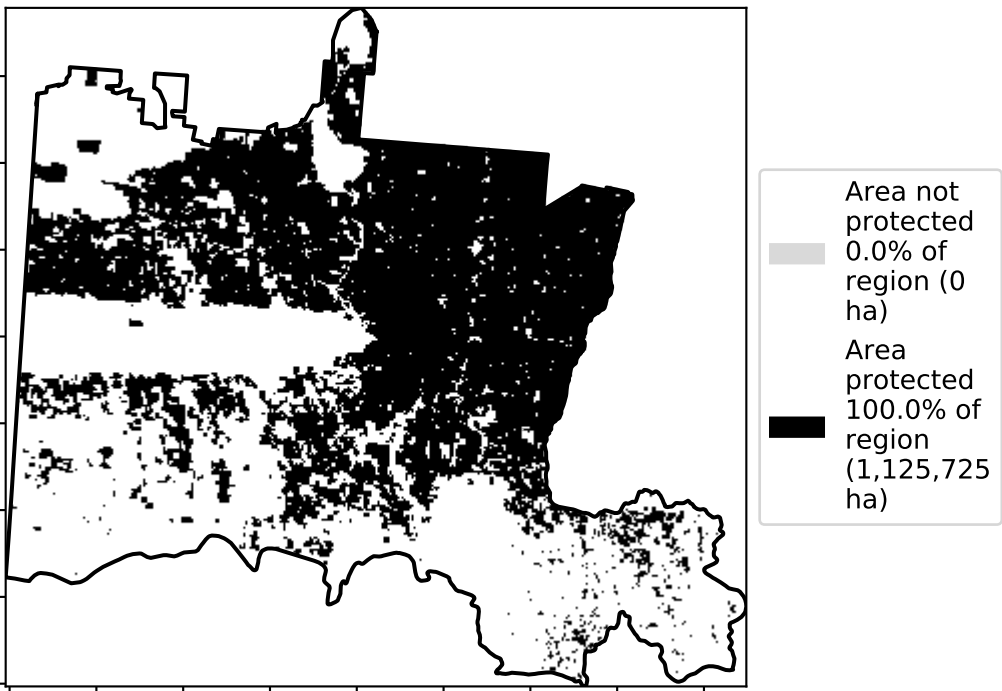 Area not
protected
0.0% of
region (0
ha)
Area
protected
100.0% of
region
(1,125,725
ha)